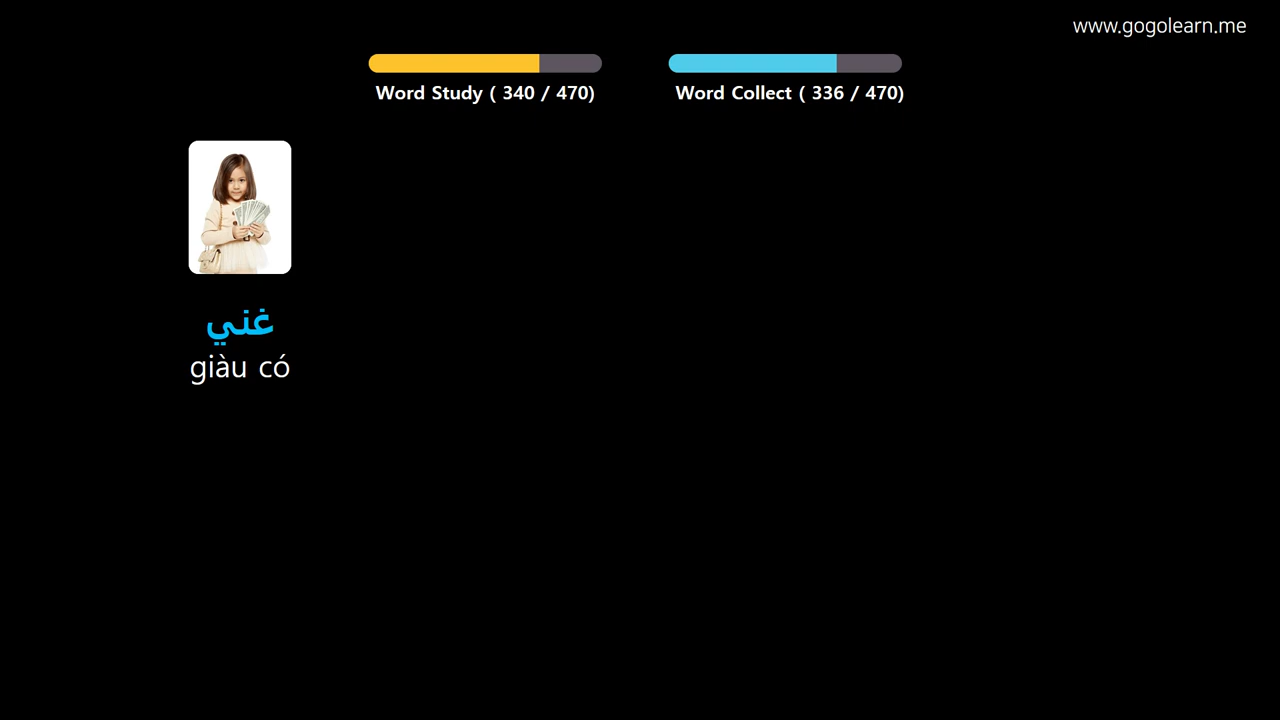 www.gogolearn.me
Word Study ( 340 / 470)
Word Collect ( 336 / 470)
غني
giàu có